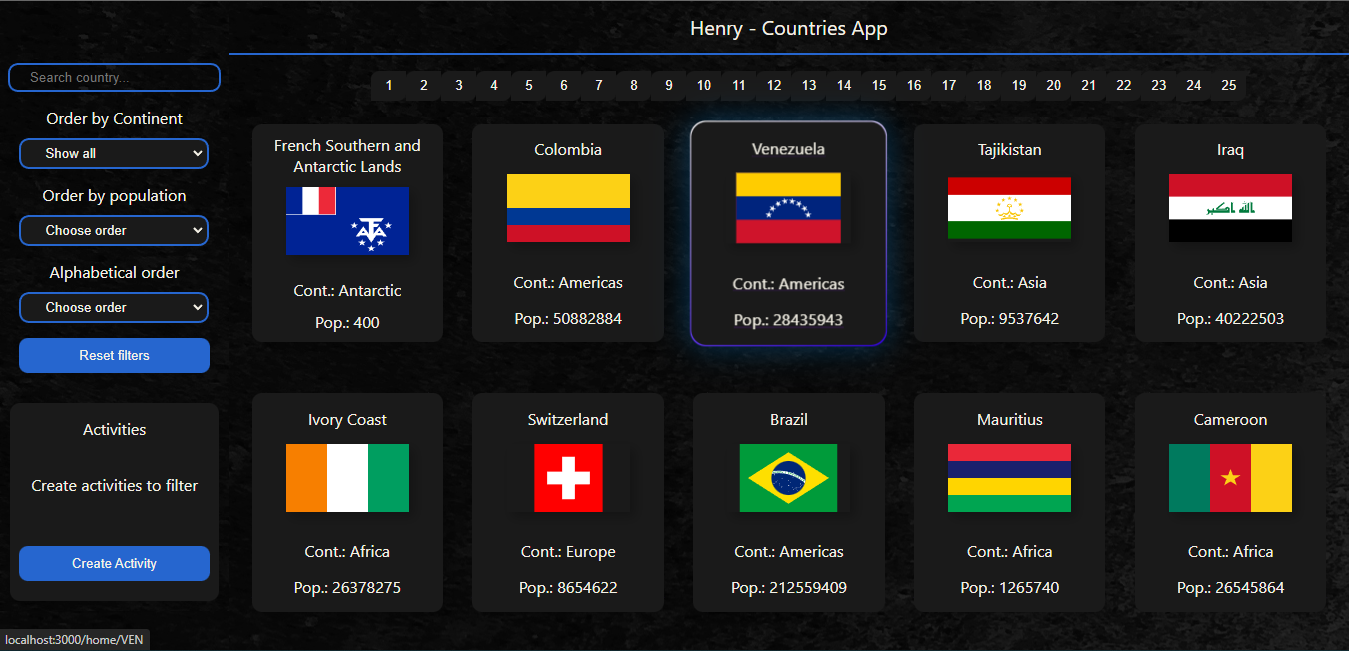 Henry - Countries App
Search country...
Order by Continent
Show all
Order by population
Choose order
Alphabetical order
Choose order
Reset filters
Activities
Create activities to filter
Create Activity
1 2 3 4 5 6 7 8 9 10 11 12 13 14 15 16 17 18 19 20 21 22 23 24 25
French Southern and
Antarctic Lands
Cont.: Antarctic
Pop.: 400
Colombia
Cont.: Americas
Pop.: 50882884
Venezuela
Cont.: Americas
Pop.: 28435943
Tajikistan
Cont.: Asia
Pop.: 9537642
Iraq
الله اكبر
Cont.: Asia
Pop.: 40222503
Ivory Coast
Cont.: Africa
Pop.: 26378275
Switzerland
Cont.: Europe
Pop.: 8654622
Brazil
Cont.: Americas
Pop.: 212559409
Mauritius
Cont.: Africa
Pop.: 1265740
Cameroon
Cont.: Africa
Pop.: 26545864
localhost:3000/home/VEN